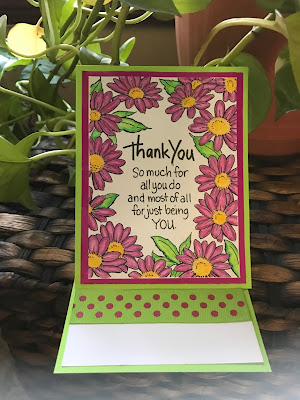 Thank You
So much for
all you do
and most of all
for just being
YOU.